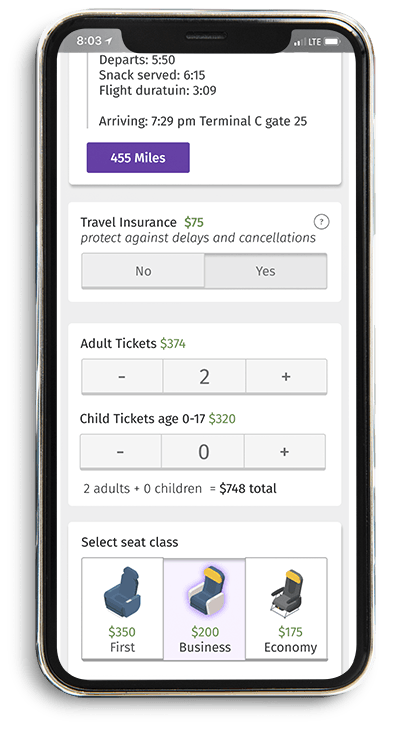 8:03
LTE
Departs: 5:50
Snack served: 6:15
Flight duratuin: 3:09
Arriving: 7:29 pm Terminal C gate 25
455 Miles
Travel Insurance $75
?
protect against delays and cancellations
No Yes
Adult Tickets $374
- 2 +
Child Tickets age 0-17 $320
- 0 +
2 adults + 0 children = $748 total
Select seat class
$350 $200 $175
First Business Economy